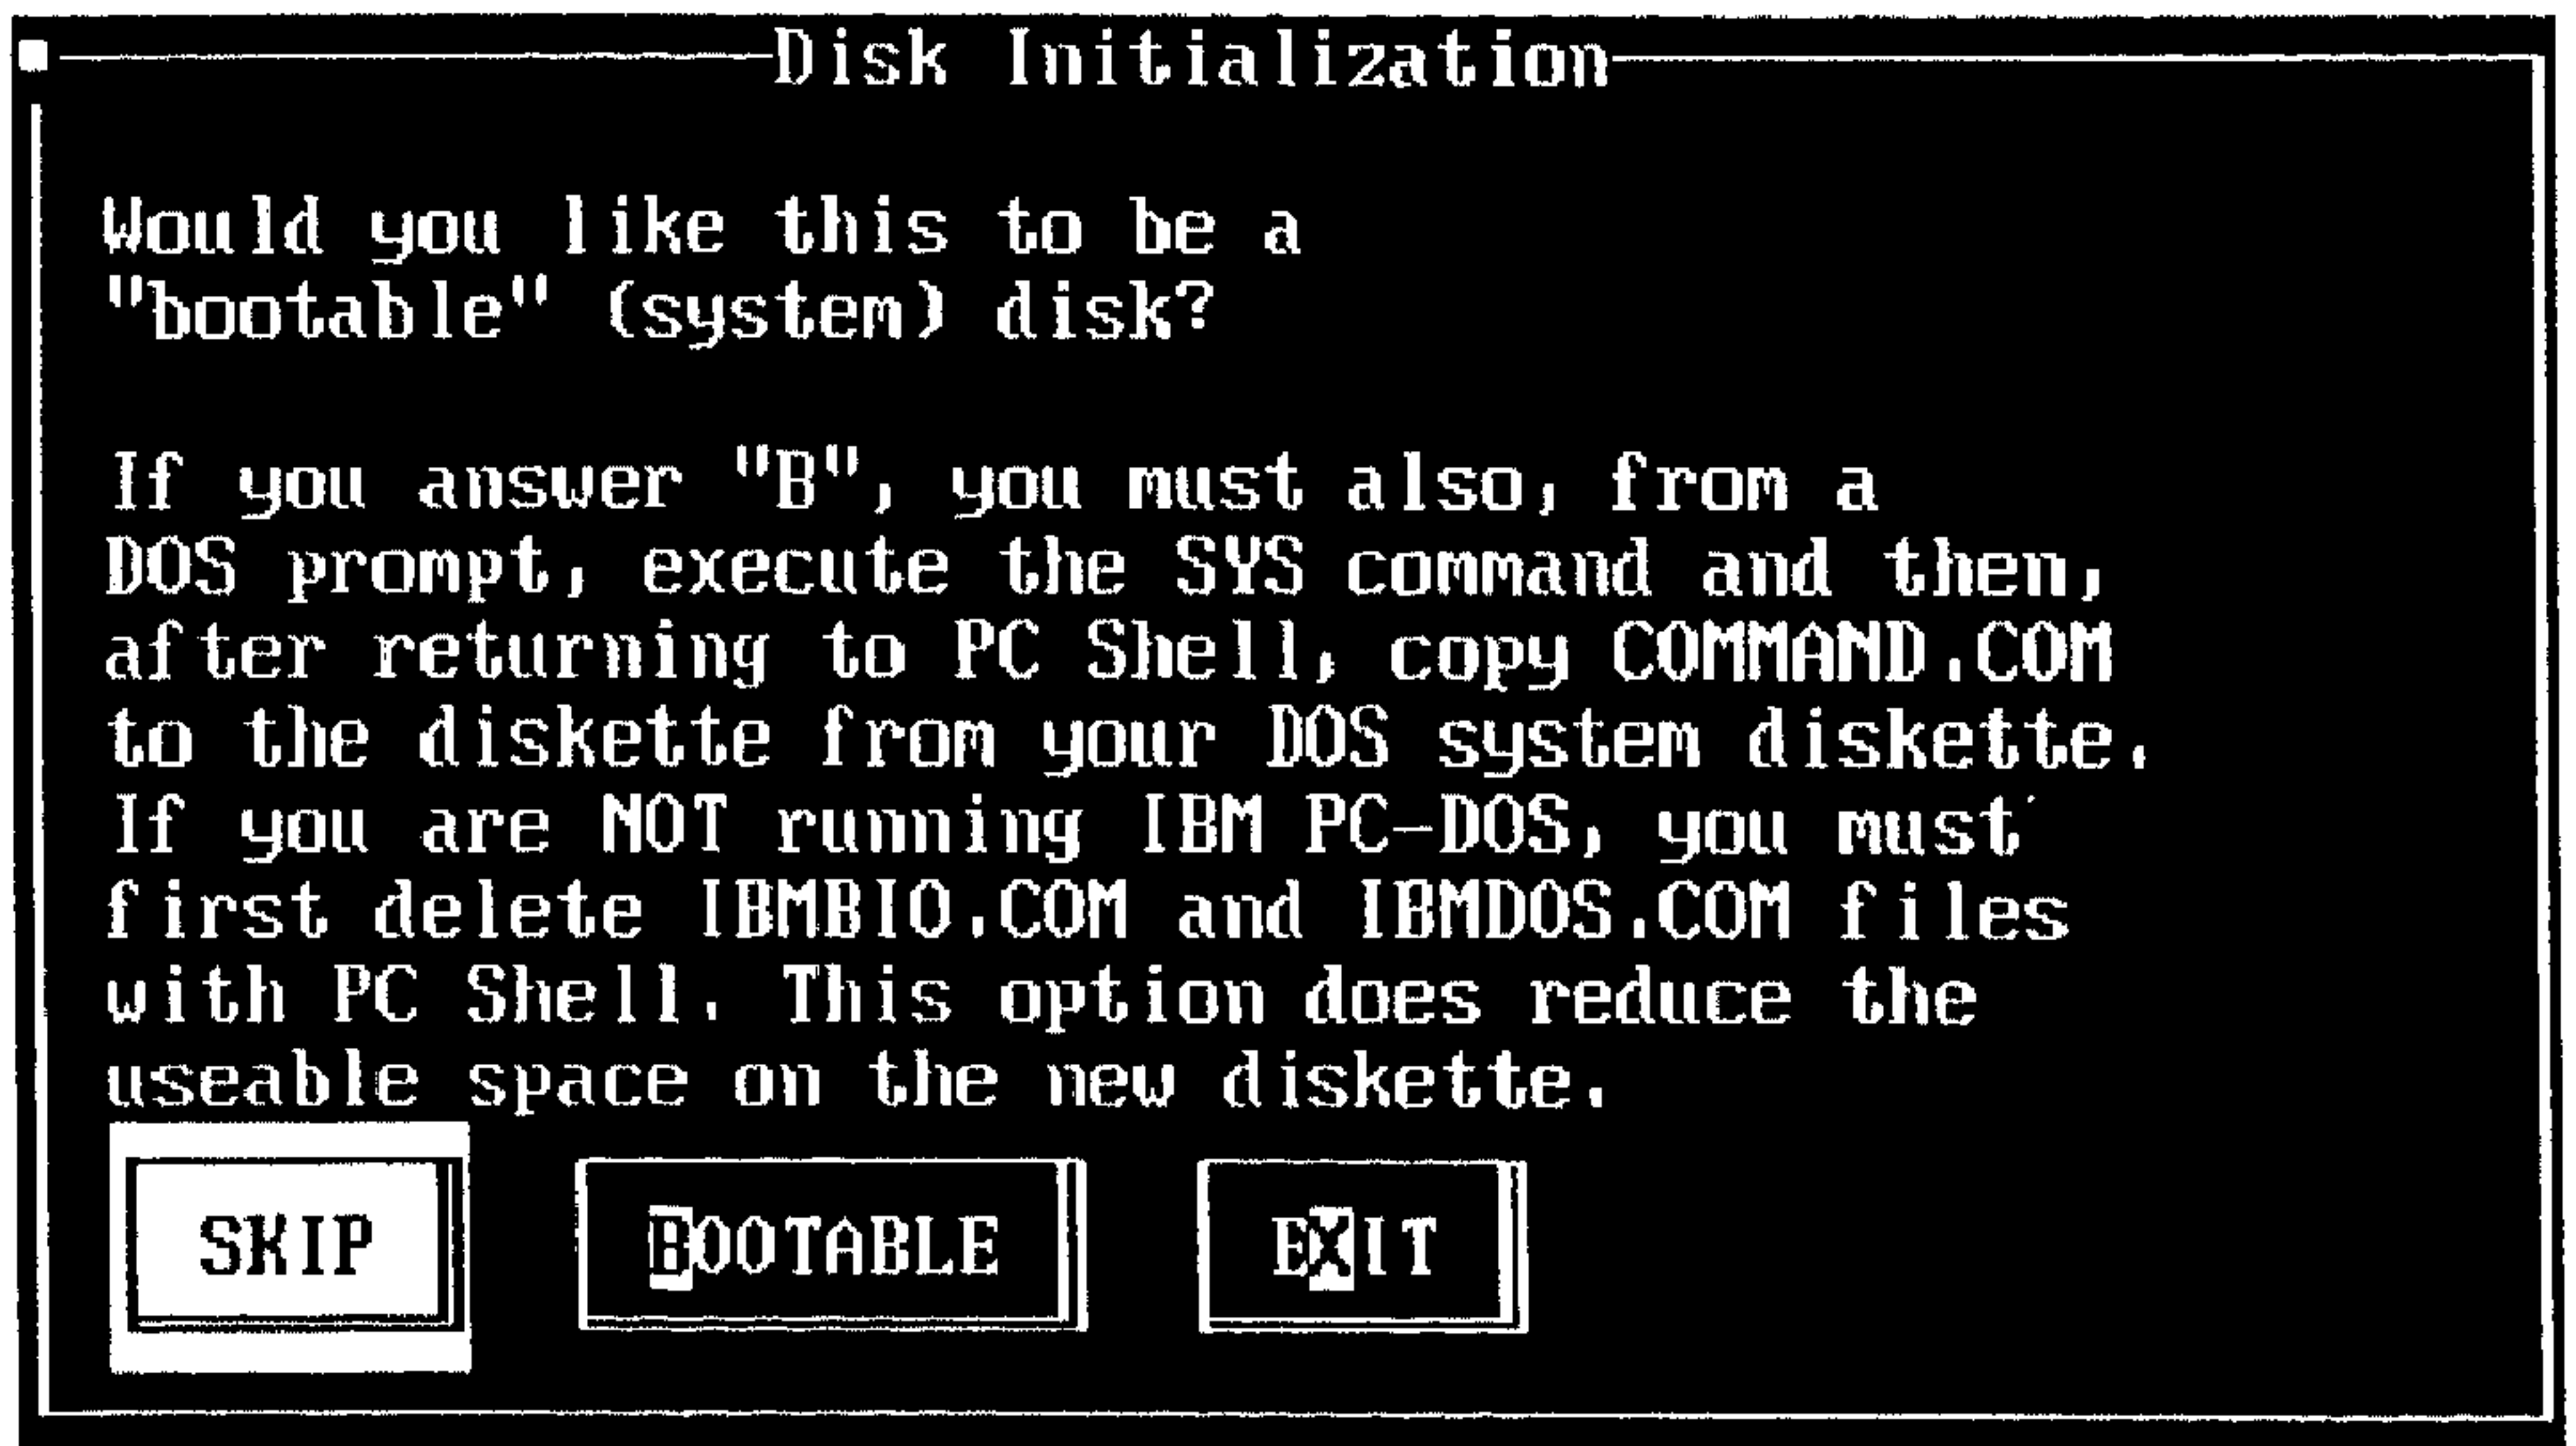 Disk Initialization
Would you like this to be a
"bootable" (system) disk?
If you answer "B", you must also, from a
DOS prompt, execute the SYS command and then,
after returning to PC Shell, copy COMMAND.COM
to the diskette from your DOS system diskette.
If you are NOT running IBM PC-DOS, you must
first delete IBMBIO.COM and IBMDOS.COM files
with PC Shell. This option does reduce the
useable space on the new diskette.
SKIP BOOTABLE EXIT